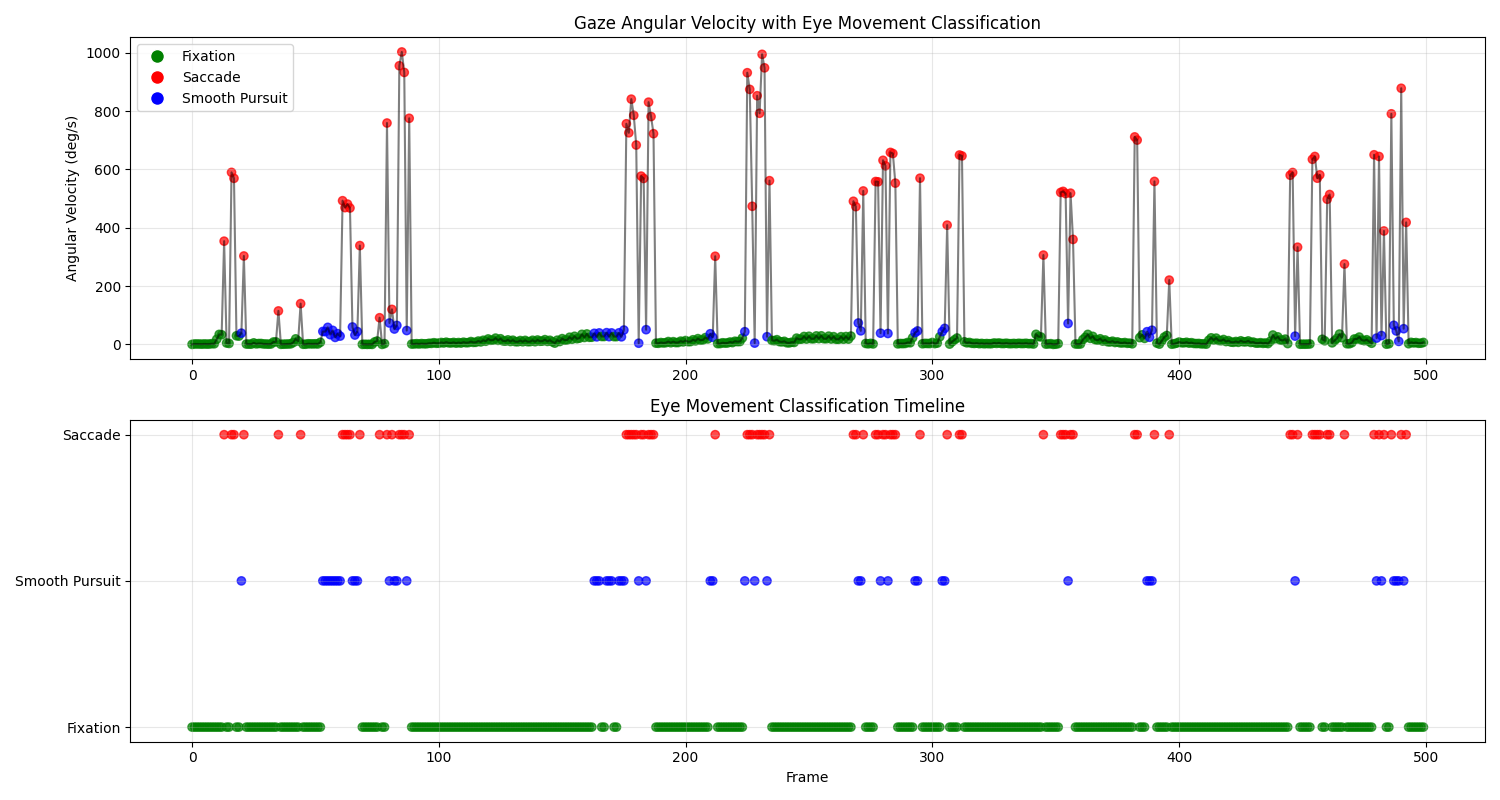 Gaze Angular Velocity with Eye Movement Classification
Angular Velocity (deg/s)
1000
800
600
400
200
0
Fixation
Saccade
Smooth Pursuit
0 100 200 300 400 500
Eye Movement Classification Timeline
Saccade
Smooth Pursuit
Fixation
0 100 200 300 400 500
Frame